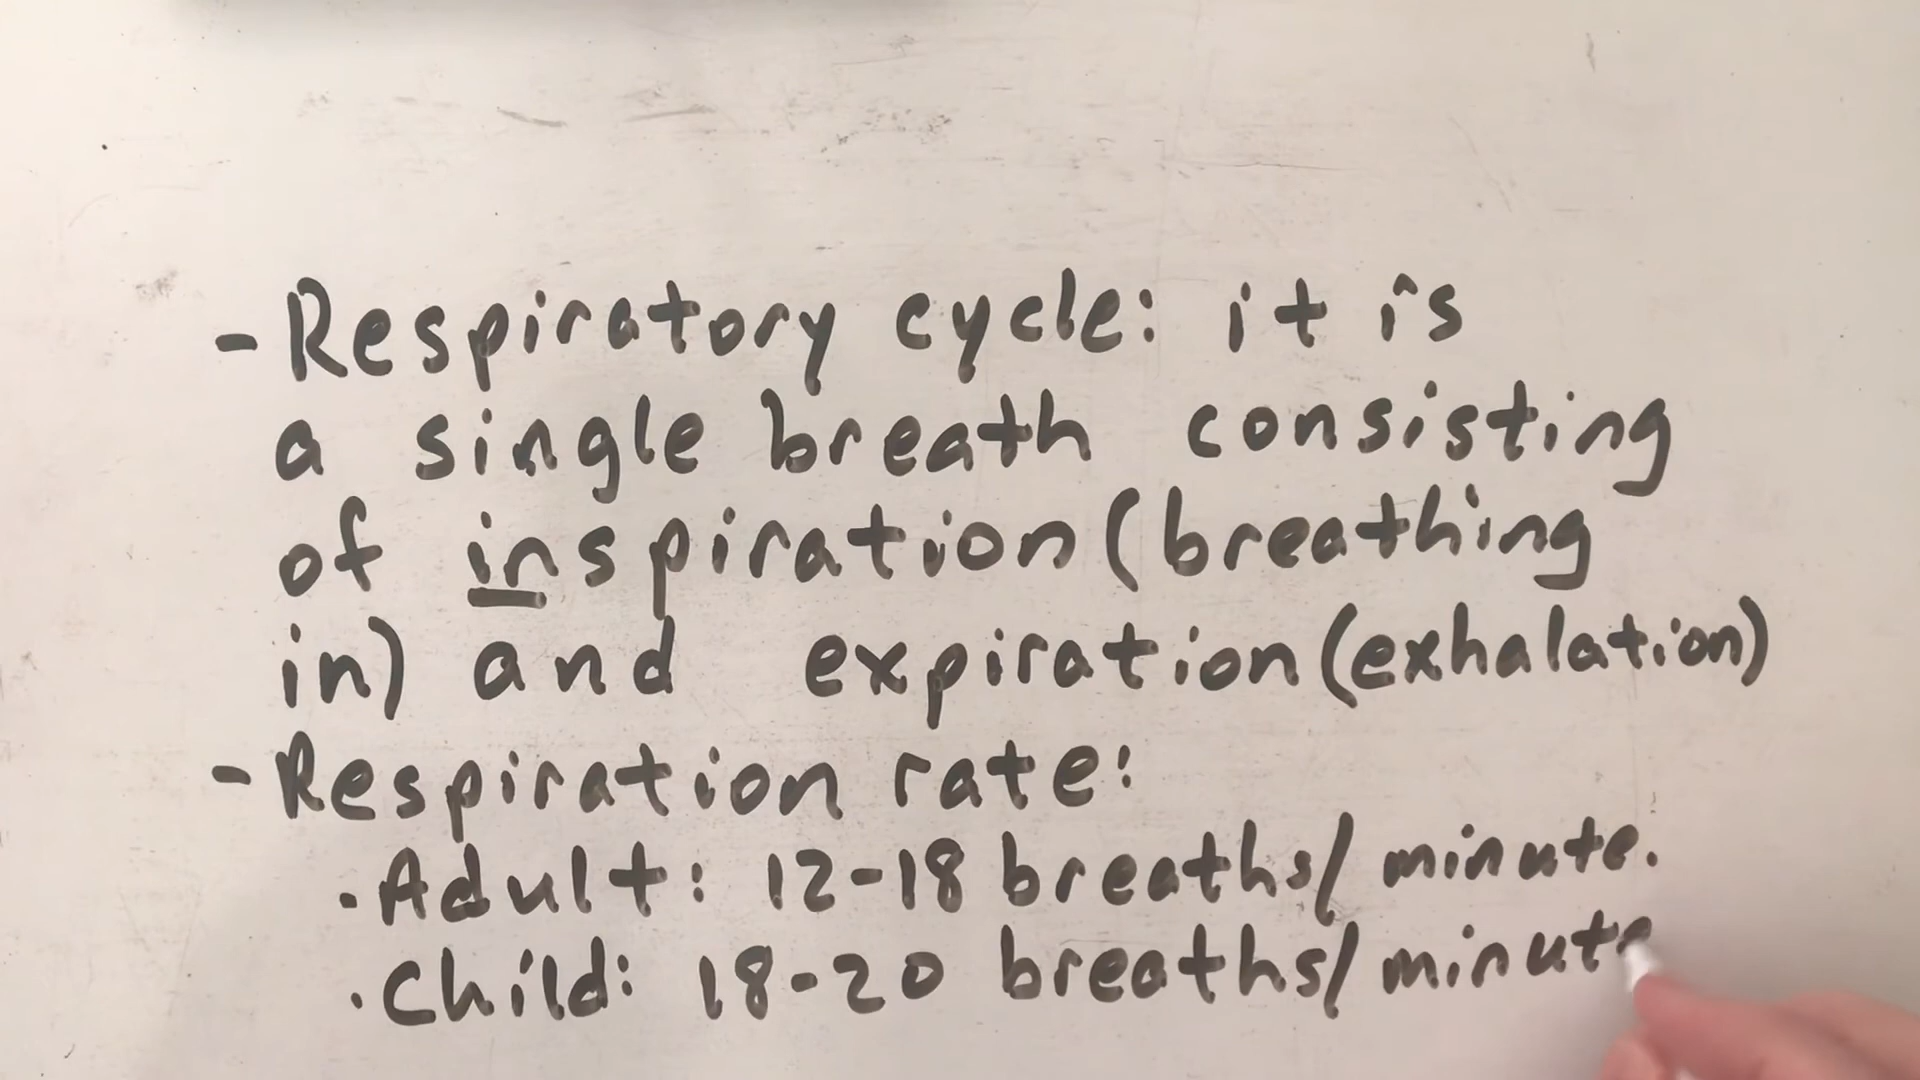 - Respiratory cycle: it is
a single breath consisting
of inspiration (breathing
in) and expiration (exhalation)
- Respiration rate:
· Adult: 12-18 breaths/minute.
· Child: 18-20 breaths/minute